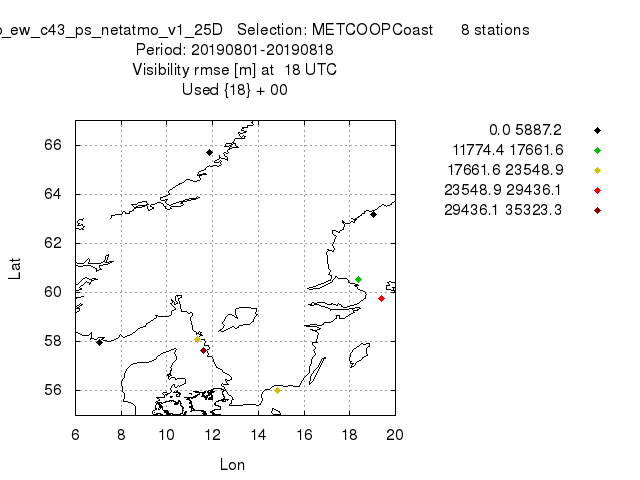 o_ew_c43_ps_netatmo_v1_25D Selection: METCOOPCoast 8 stations
Period: 20190801-20190818
Visibility rmse [m] at 18 UTC
Used {18} + 00
0.0 5887.2
11774.4 17661.6
17661.6 23548.9
23548.9 29436.1
29436.1 35323.3
66
64
62
60
58
56
Lat
6 8 10 12 14 16 18 20
Lon